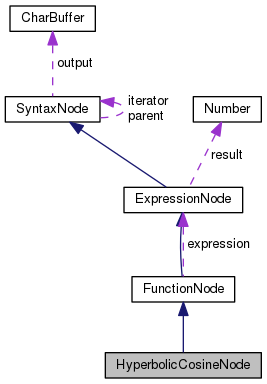 CharBuffer
output
SyntaxNode
iterator
parent
Number
result
ExpressionNode
expression
FunctionNode
HyperbolicCosineNode